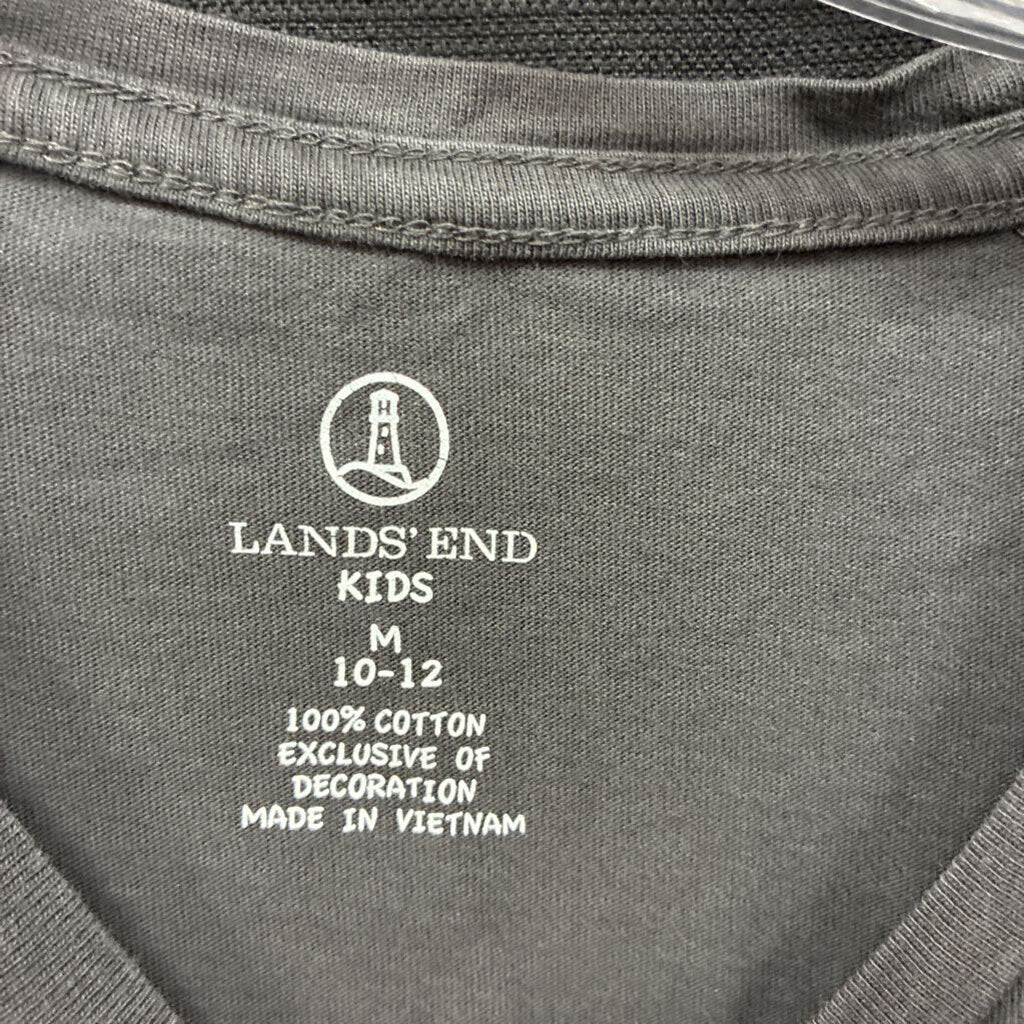 LANDS' END
KIDS
M
10-12
100% COTTON
EXCLUSIVE OF
DECORATION
MADE IN VIETNAM